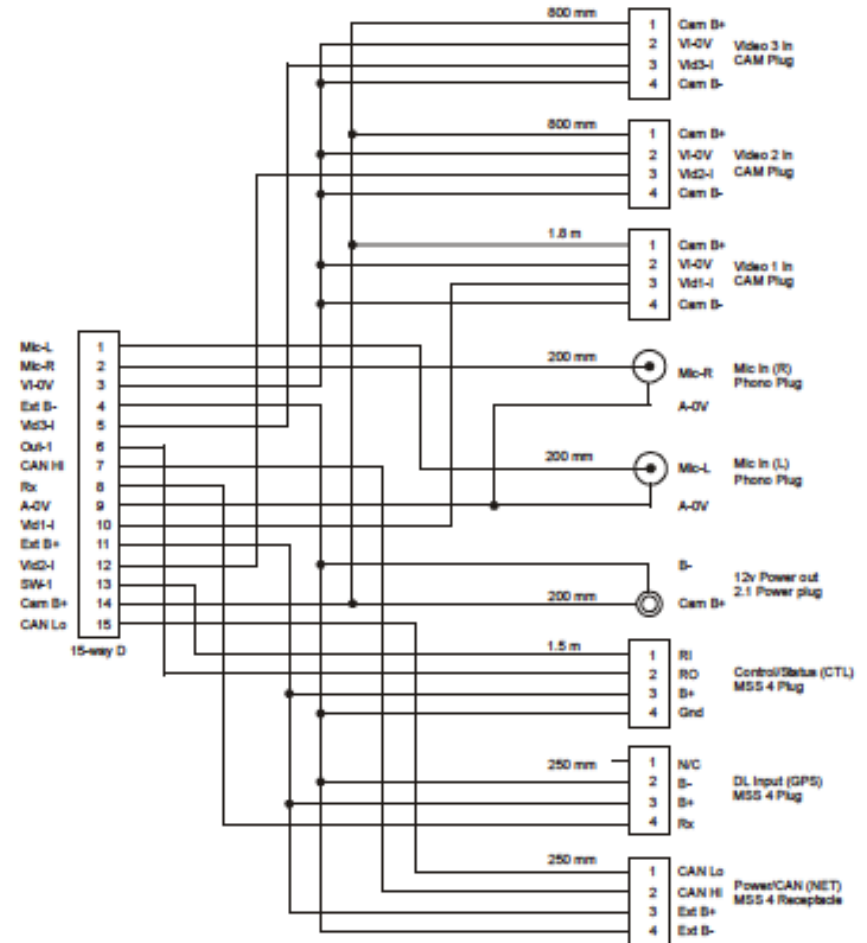 800 mm
1 Cam B+
2 VI-0V
3 Vid3-I
4 Cam B-
Video 3 In
CAM Plug
800 mm
1 Cam B+
2 VI-0V
3 Vid2-I
4 Cam B-
Video 2 In
CAM Plug
1.8 m
1 Cam B+
2 VI-0V
3 Vid1-I
4 Cam B-
Video 1 In
CAM Plug
Mic-L 1
Mic-R 2
VI-0V 3
Ext B- 4
Vid3-I 5
Out-1 6
CAN HI 7
Rx 8
A-0V 9
Vid1-I 10
Ext B+ 11
Vid2-I 12
SW-1 13
Cam B+ 14
CAN Lo 15
15-way D
200 mm
Mic-R
A-0V
Mic In (R)
Phono Plug
200 mm
Mic-L
A-0V
Mic In (L)
Phono Plug
B-
200 mm
Cam B+
12v Power out
2.1 Power plug
1.5 m
1 RI
2 RO
3 B+
4 Gnd
Control/Status (CTL)
MSS 4 Plug
250 mm
1 N/C
2 B-
3 B+
4 Rx
DL Input (GPS)
MSS 4 Plug
250 mm
1 CAN Lo
2 CAN HI
3 Ext B+
4 Ext B-
Power/CAN (NET)
MSS 4 Receptacle